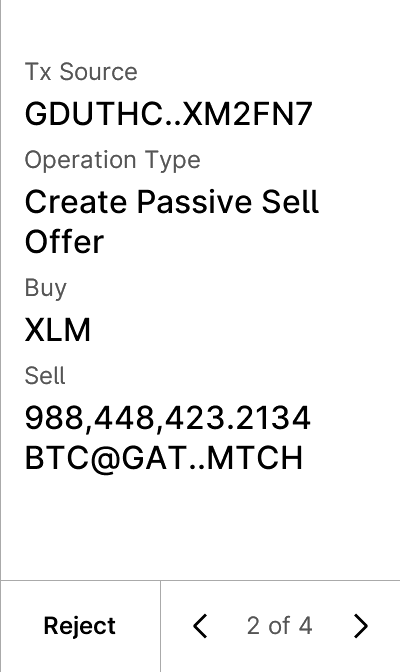 Tx Source
GDUTHC..XM2FN7
Operation Type
Create Passive Sell
Offer
Buy
XLM
Sell
988,448,423.2134
BTC@GAT..MTCH
Reject
2 of 4